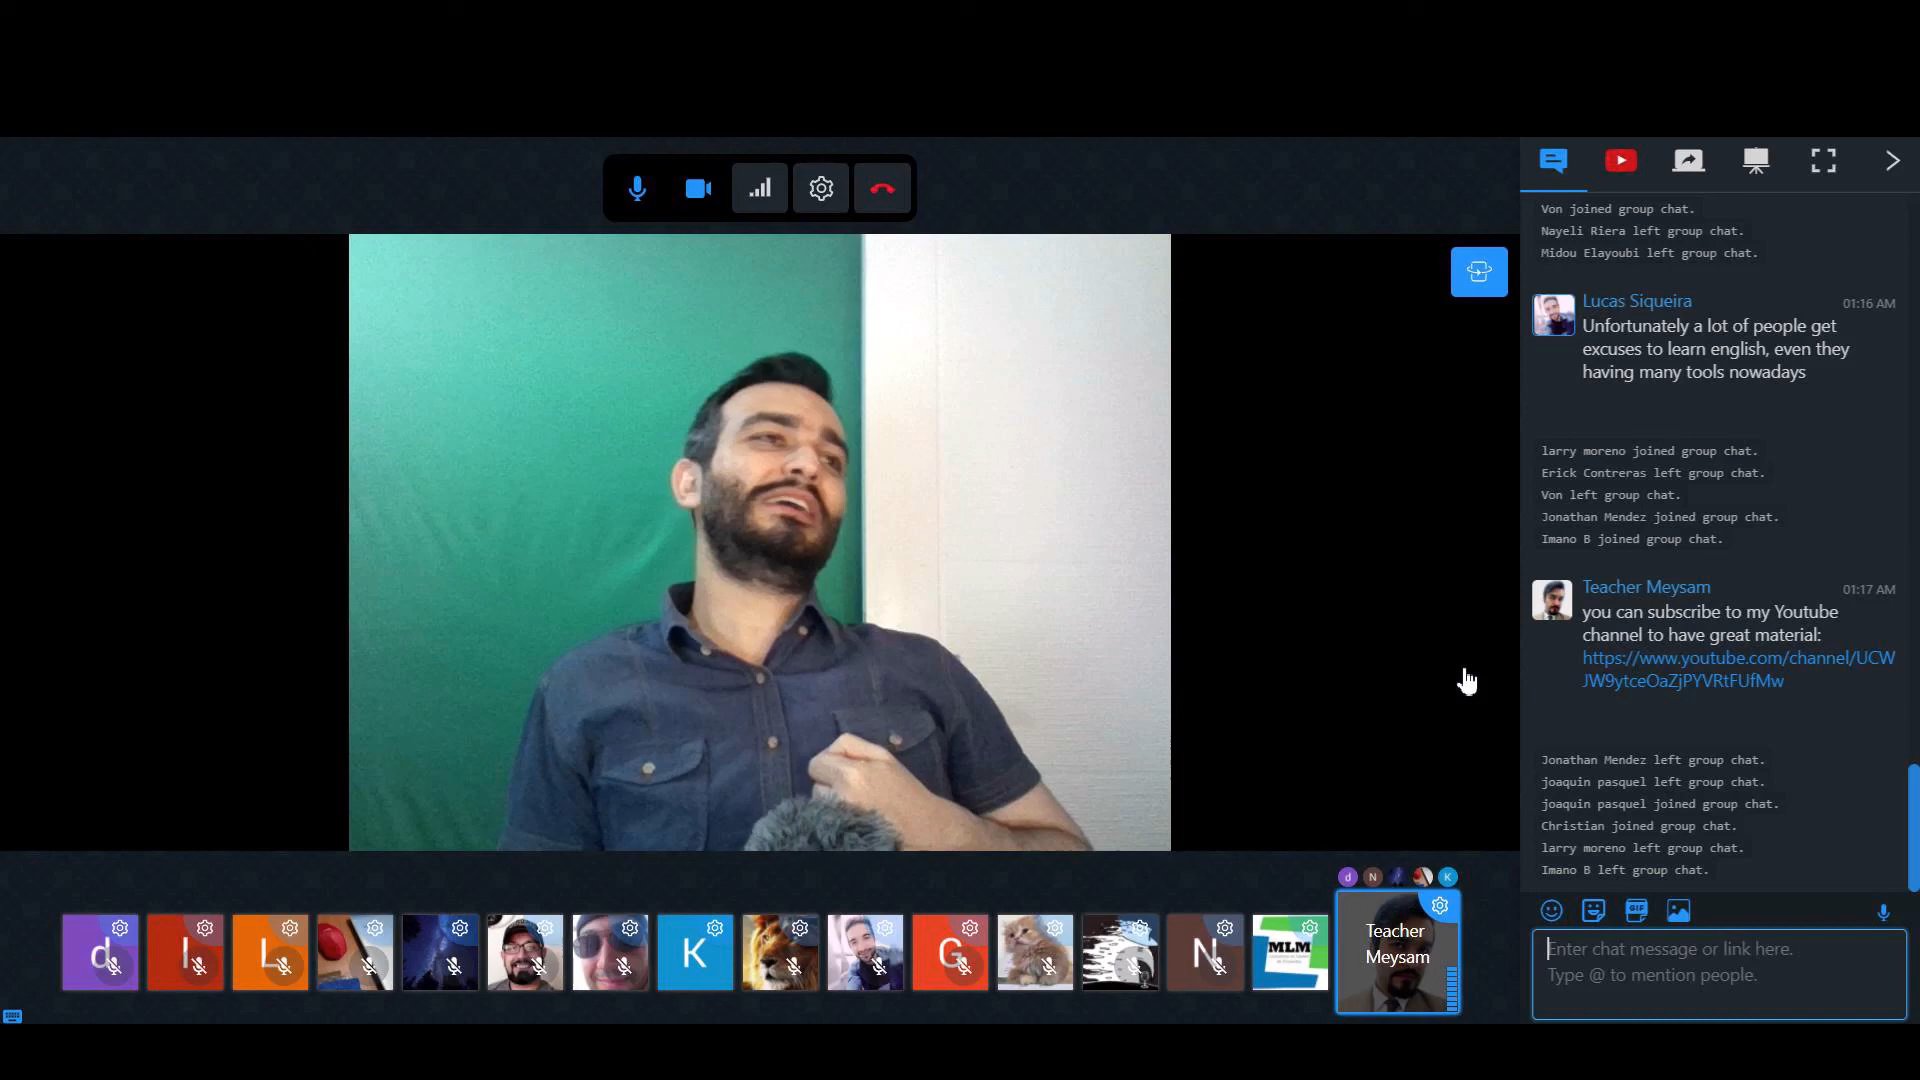 Von joined group chat.
Nayeli Riera left group chat.
Midou Elayoubi left group chat.
Lucas Siqueira
01:16 AM
Unfortunately a lot of people get
excuses to learn english, even they
having many tools nowadays
larry moreno joined group chat.
Erick Contreras left group chat.
Von left group chat.
Jonathan Mendez joined group chat.
Imano B joined group chat.
Teacher Meysam
01:17 AM
you can subscribe to my Youtube
channel to have great material:
https://www.youtube.com/channel/UCW
JW9ytceOaZjPYVRtFUfMw
Jonathan Mendez left group chat.
joaquin pasquel left group chat.
joaquin pasquel joined group chat.
Christian joined group chat.
larry moreno left group chat.
Imano B left group chat.
GIF
Enter chat message or link here.
Type @ to mention people.
d N K
d
I
L
K
G
N
MLM
Teacher
Meysam